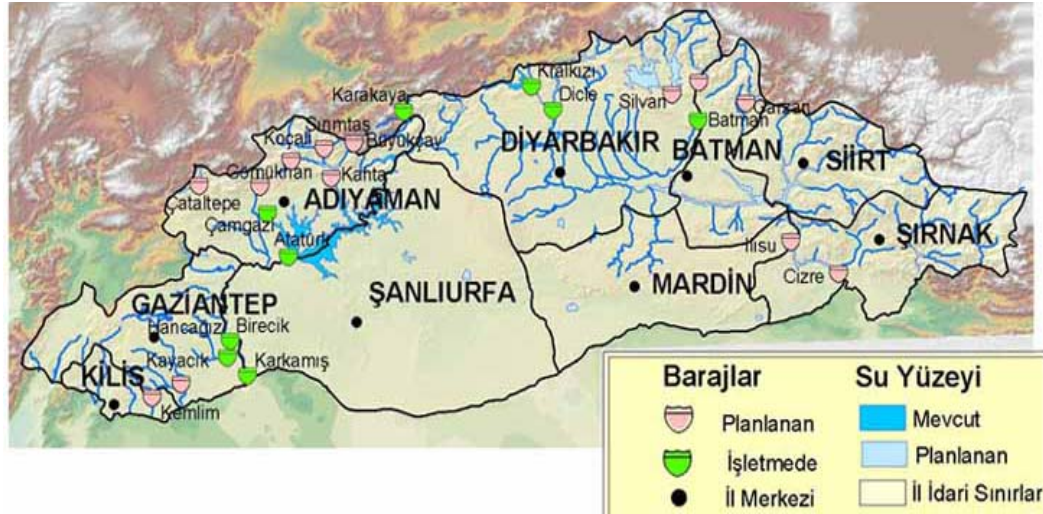 Kralkızı
Karakaya
Dicle
Silvan
Garzan
Batman
Sırımtaş
Koçali
Büyükçay
DİYARBAKIR
BATMAN
SİİRT
Gömükhan
Kahta
Çataltepe
ADIYAMAN
Çamgazi
Atatürk
Ilısu
ŞIRNAK
Cizre
MARDİN
ŞANLIURFA
GAZİANTEP
Hancağız
Birecik
Kayacık
Karkamış
KİLİS
Kemlim
Barajlar
Su Yüzeyi
Planlanan
Mevcut
İşletmede
Planlanan
İl Merkezi
İl İdari Sınırlar